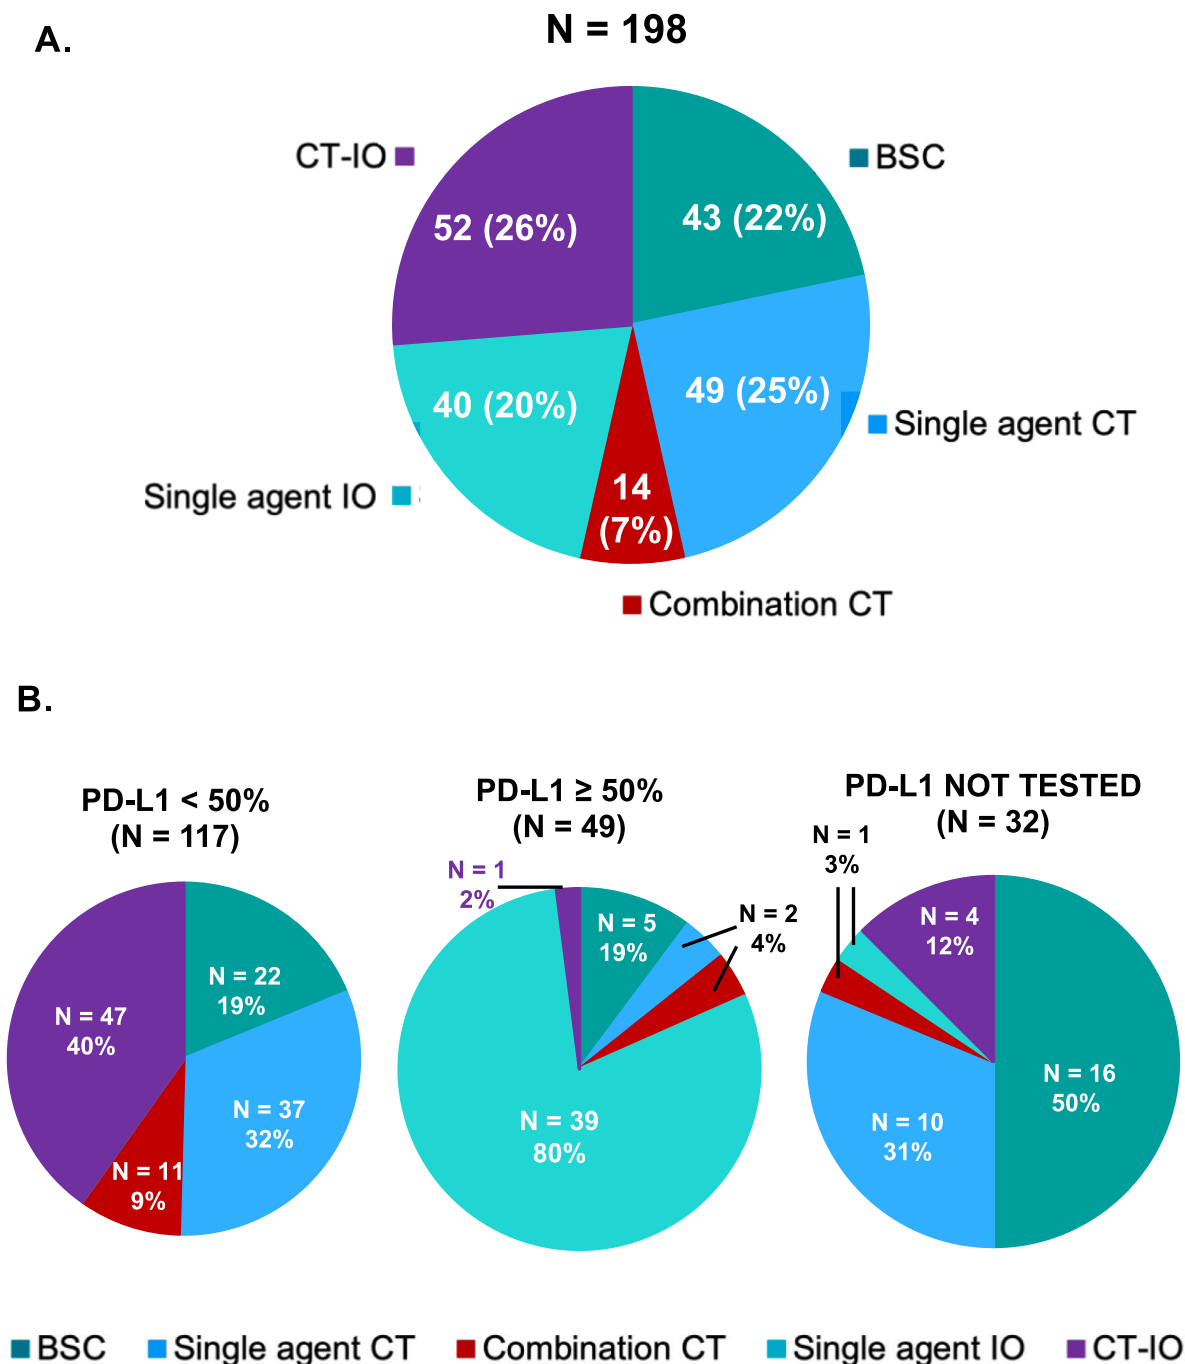 A.
N = 198
CT-IO
BSC
52 (26%)
43 (22%)
40 (20%)
49 (25%)
Single agent CT
Single agent IO
14
(7%)
Combination CT
B.
PD-L1 < 50%
(N = 117)
N = 22
19%
N = 47
40%
N = 37
32%
N = 11
9%
PD-L1 ≥ 50%
(N = 49)
N = 1
2%
N = 5
19%
N = 2
4%
N = 39
80%
PD-L1 NOT TESTED
(N = 32)
N = 1
3%
N = 4
12%
N = 16
50%
N = 10
31%
BSC
Single agent CT
Combination CT
Single agent IO
CT-IO